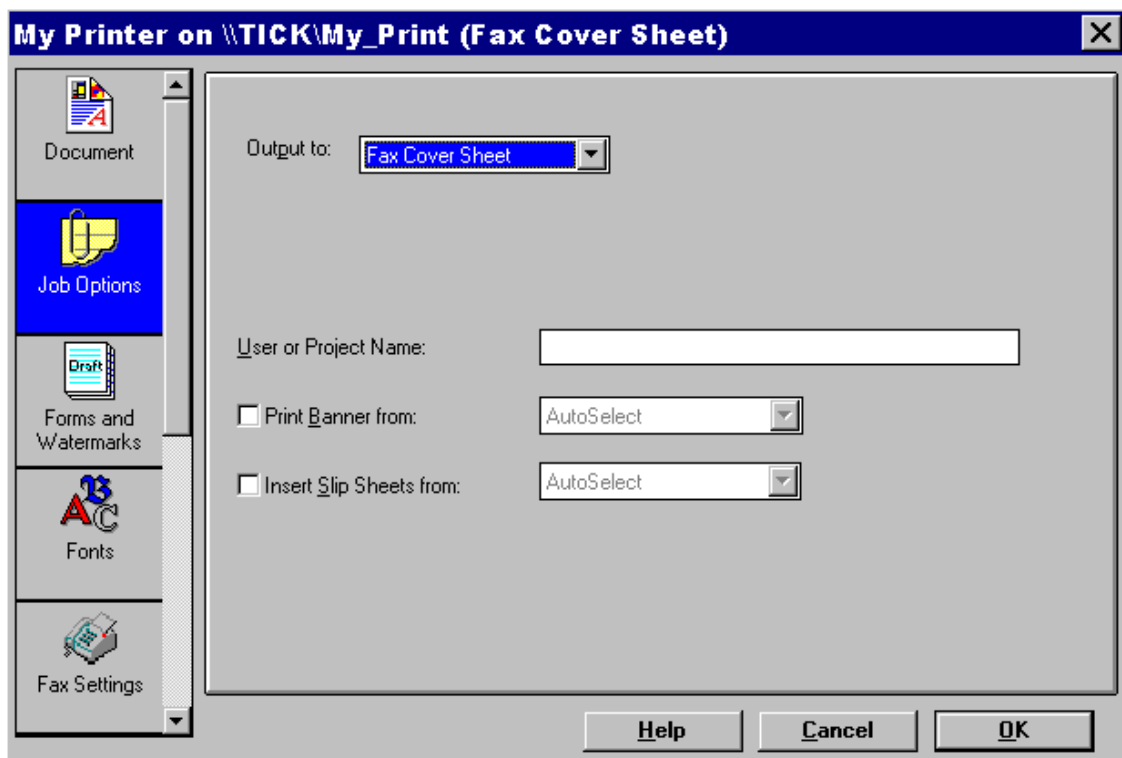 My Printer on \\TICK\My_Print (Fax Cover Sheet)
Document
Job Options
Draft
Forms and
Watermarks
A B C
Fonts
Fax Settings
Output to: Fax Cover Sheet
User or Project Name:
Print Banner from: AutoSelect
Insert Slip Sheets from: AutoSelect
Help Cancel OK